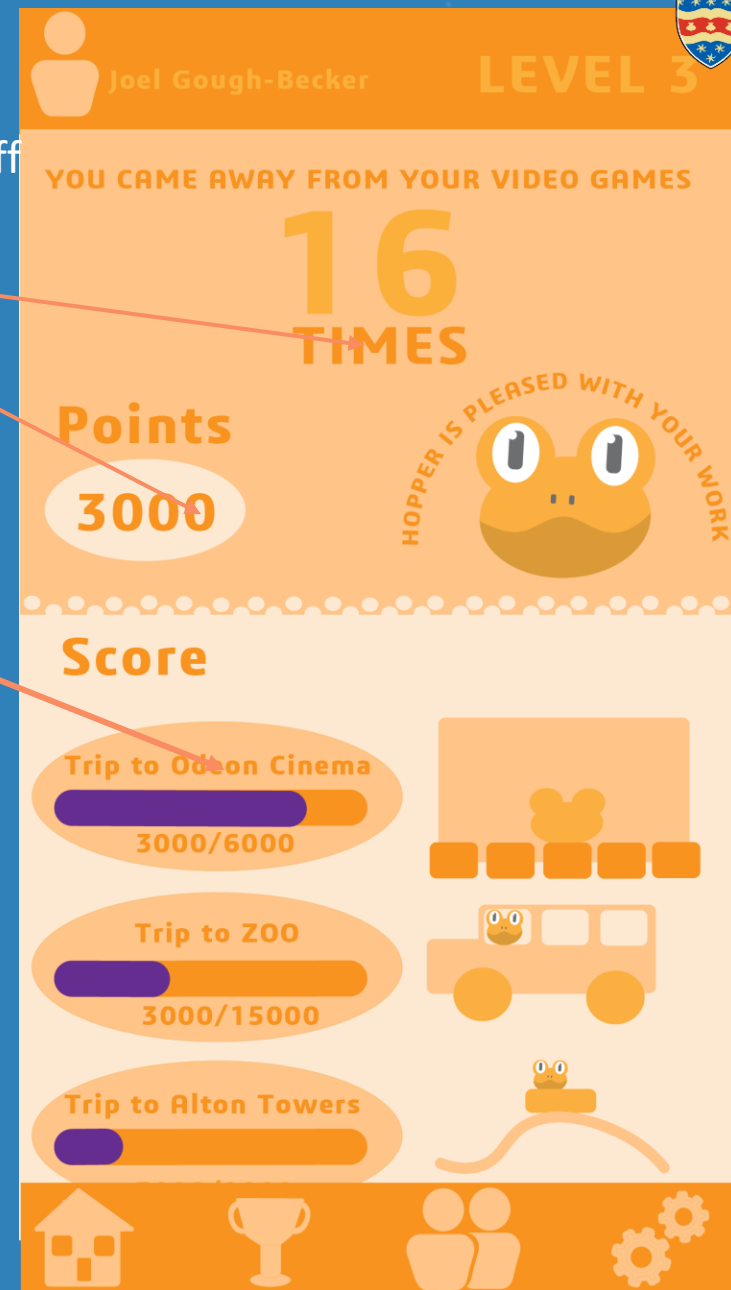 ff
Joel Gough-Becker
LEVEL 3
YOU CAME AWAY FROM YOUR VIDEO GAMES
16
TIMES
HOPPER IS PLEASED WITH YOUR WORK
Points
3000
Score
Trip to Odeon Cinema
3000/6000
Trip to ZOO
3000/15000
Trip to Alton Towers